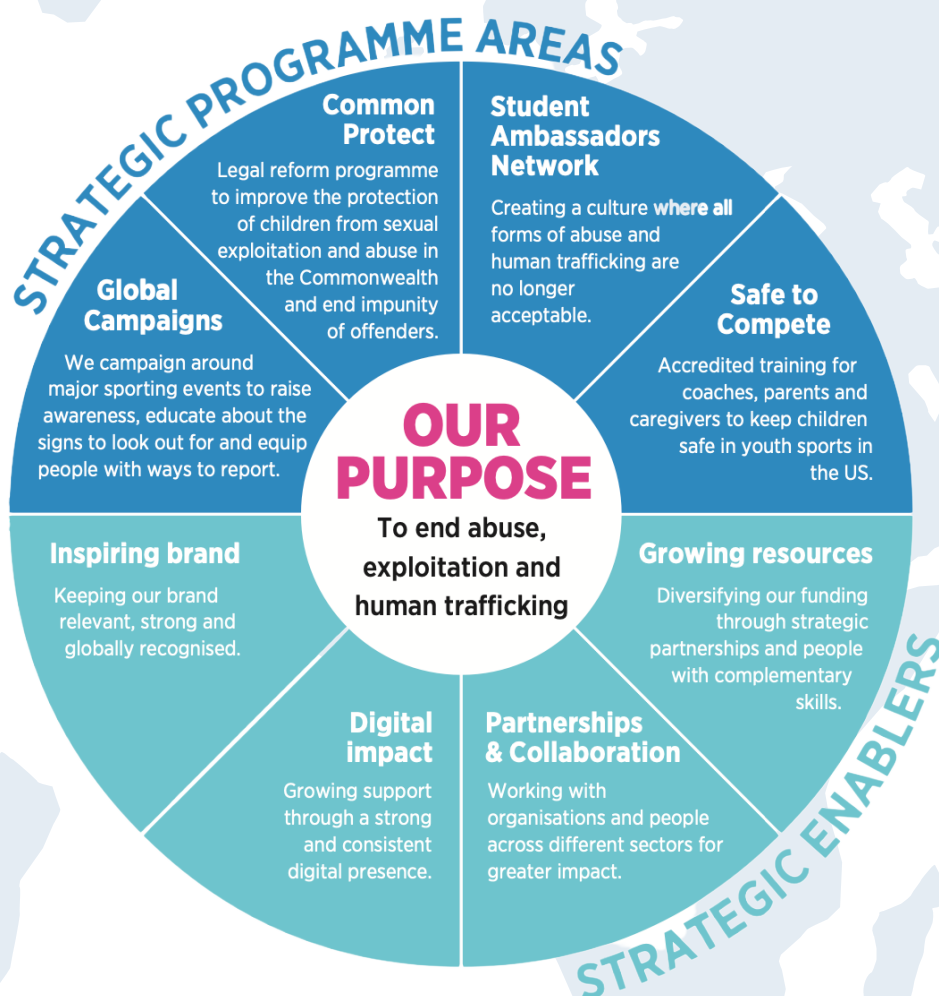 STRATEGIC PROGRAMME AREAS
Common
Protect
Legal reform programme
to improve the protection
of children from sexual
exploitation and abuse in
the Commonwealth
and end impunity
of offenders.
Student
Ambassadors
Network
Creating a culture where all
forms of abuse and
human trafficking are
no longer
acceptable.
Global
Campaigns
We campaign around
major sporting events to raise
awareness, educate about the
signs to look out for and equip
people with ways to report.
Safe to
Compete
Accredited training for
coaches, parents and
caregivers to keep children
safe in youth sports in
the US.
OUR
PURPOSE
To end abuse,
exploitation and
human trafficking
Inspiring brand
Keeping our brand
relevant, strong and
globally recognised.
Growing resources
Diversifying our funding
through strategic
partnerships and people
with complementary
skills.
Digital
impact
Growing support
through a strong
and consistent
digital presence.
Partnerships
& Collaboration
Working with
organisations and people
across different sectors for
greater impact.
STRATEGIC ENABLERS